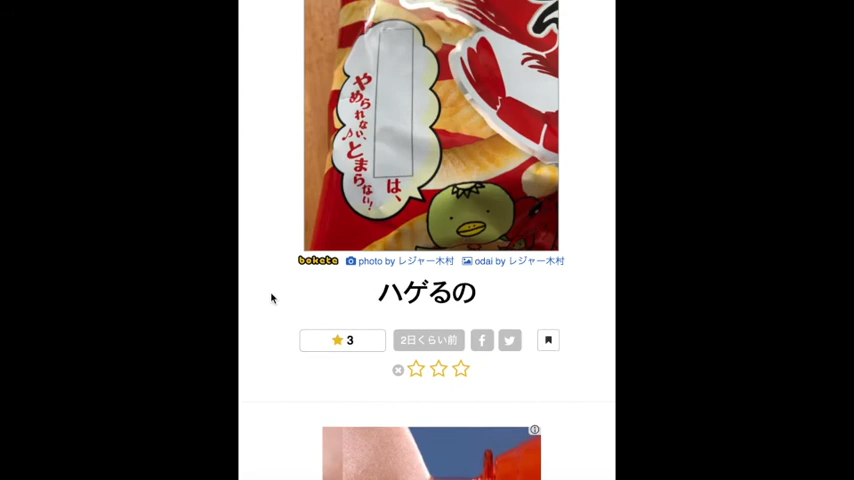 は、
やめられない、♪とまらない!
bokete photo by レジャー木村 odai by レジャー木村
ハゲるの
3 2日くらい前